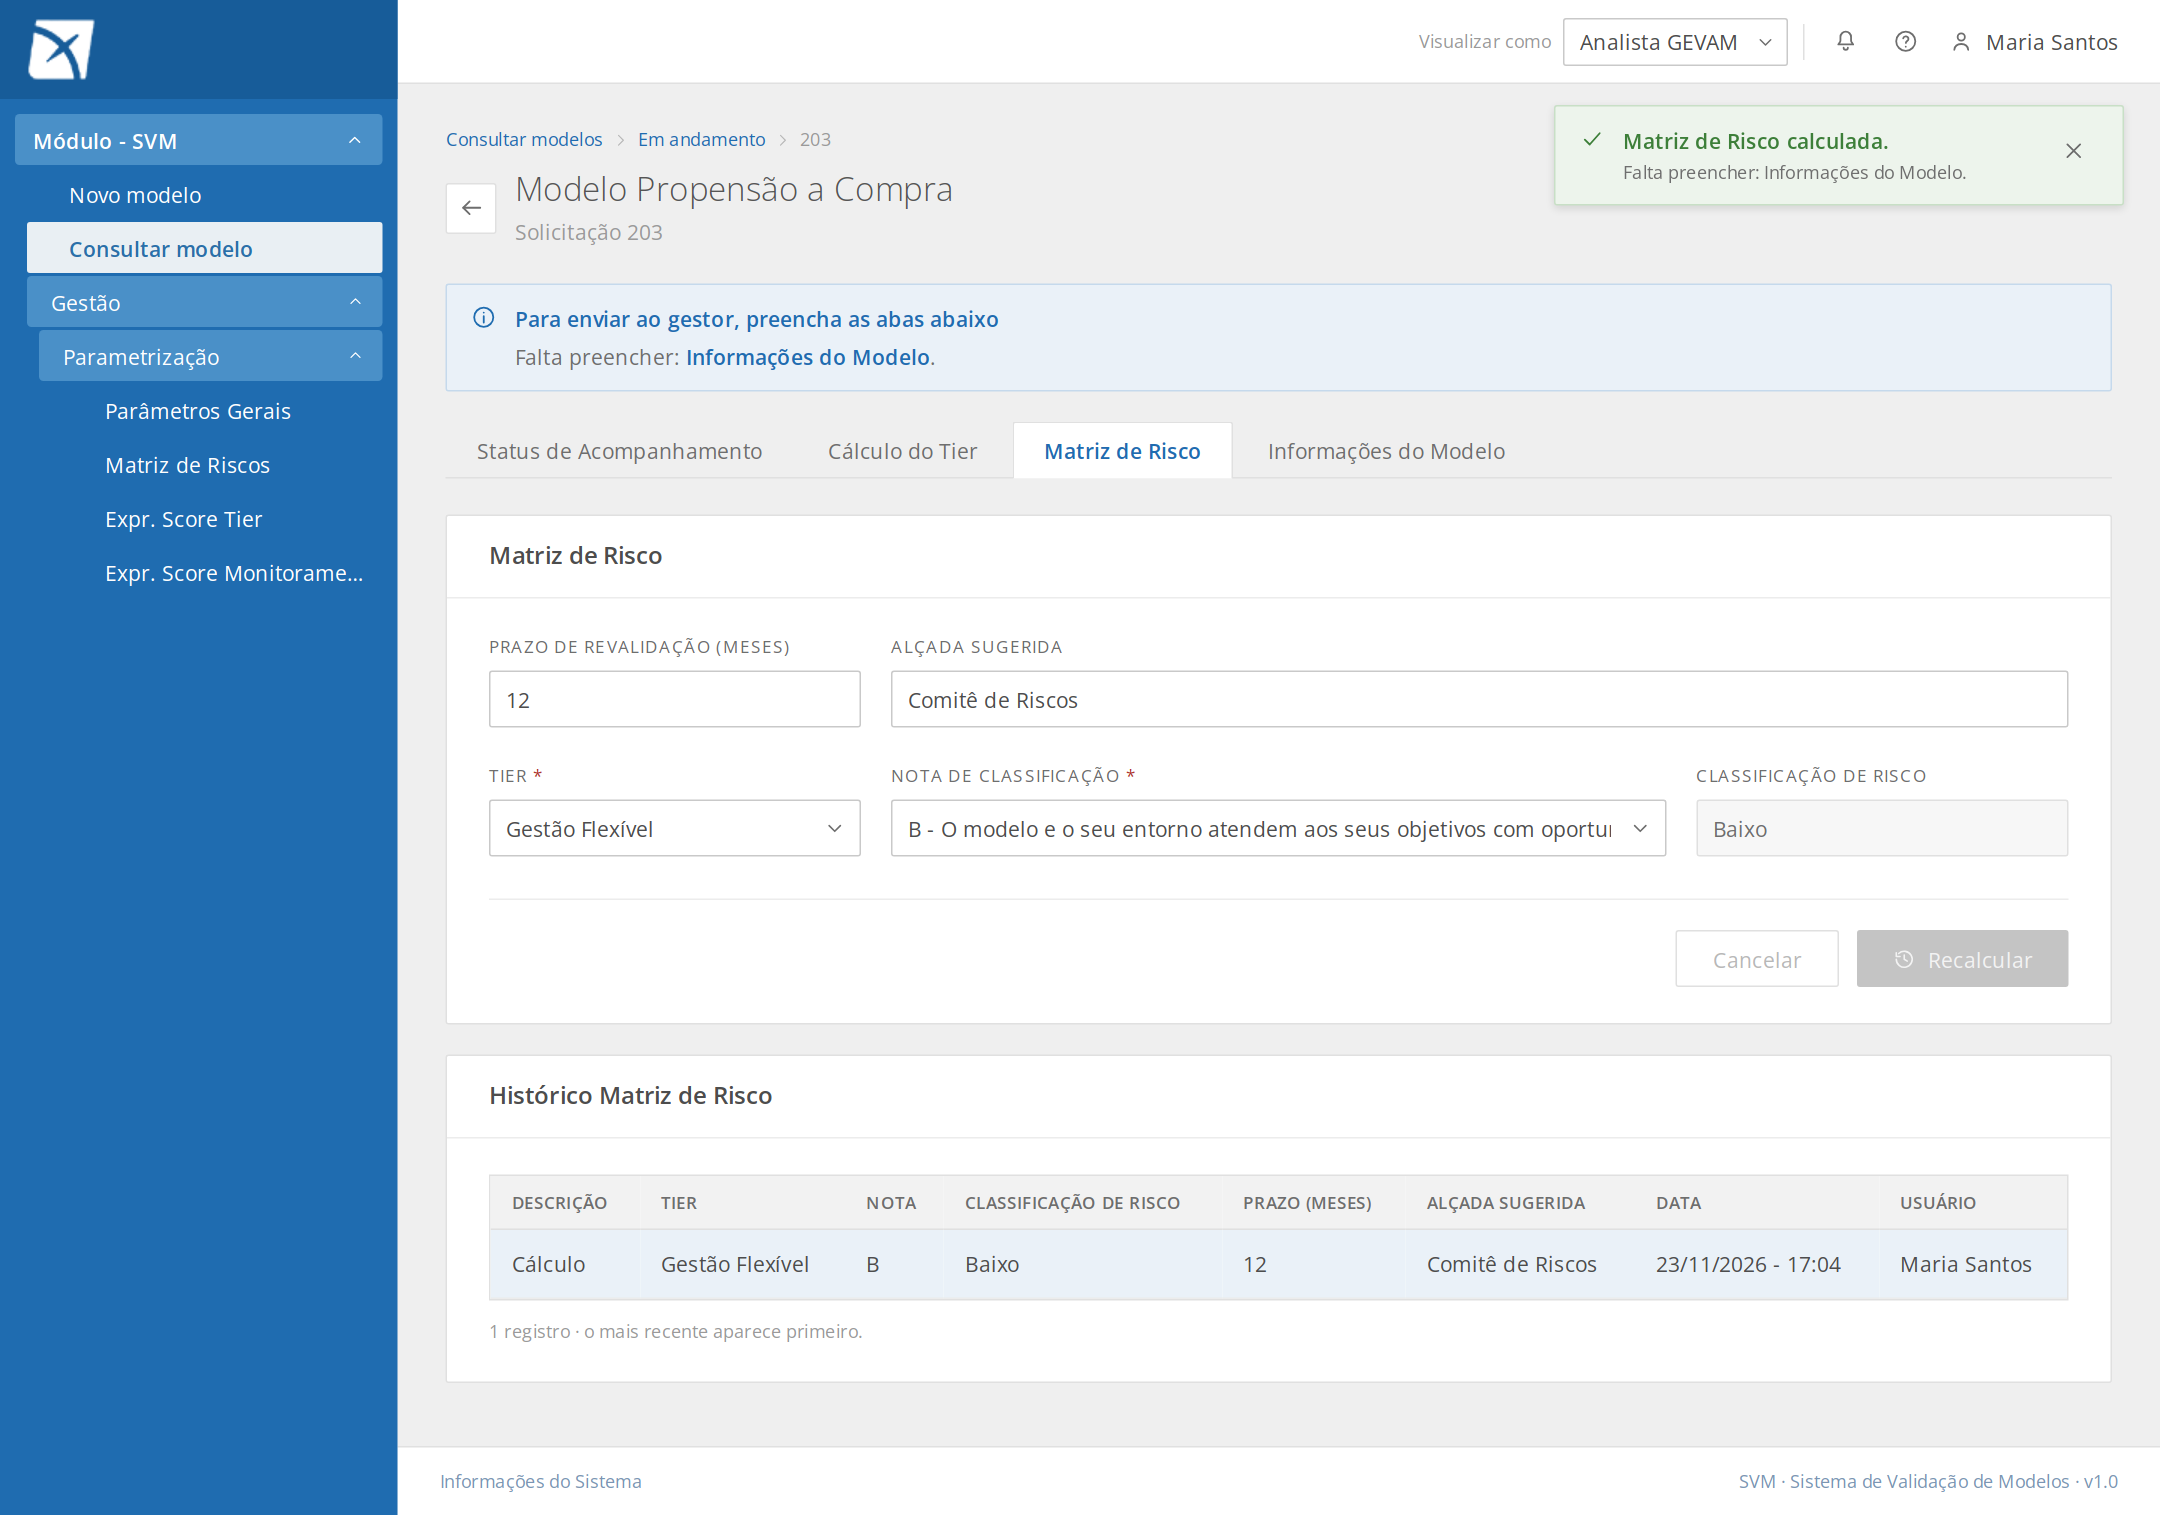 Módulo - SVM
Novo modelo
Consultar modelo
Gestão
Parametrização
Parâmetros Gerais
Matriz de Riscos
Expr. Score Tier
Expr. Score Monitorame...
Visualizar como
Analista GEVAM
Maria Santos
Consultar modelos
Em andamento
203
Modelo Propensão a Compra
Solicitação 203
Matriz de Risco calculada.
Falta preencher: Informações do Modelo.
Para enviar ao gestor, preencha as abas abaixo
Falta preencher: Informações do Modelo.
Status de Acompanhamento
Cálculo do Tier
Matriz de Risco
Informações do Modelo
Matriz de Risco
PRAZO DE REVALIDAÇÃO (MESES)
ALÇADA SUGERIDA
12
Comitê de Riscos
TIER *
NOTA DE CLASSIFICAÇÃO *
CLASSIFICAÇÃO DE RISCO
Gestão Flexível
B - O modelo e o seu entorno atendem aos seus objetivos com
Baixo
Cancelar
Recalcular
Histórico Matriz de Risco
DESCRIÇÃO TIER NOTA CLASSIFICAÇÃO DE RISCO PRAZO (MESES) ALÇADA SUGERIDA DATA USUÁRIO
Cálculo Gestão Flexível B Baixo 12 Comitê de Riscos 23/11/2026 - 17:04 Maria Santos
1 registro · o mais recente aparece primeiro.
Informações do Sistema
SVM · Sistema de Validação de Modelos · v1.0